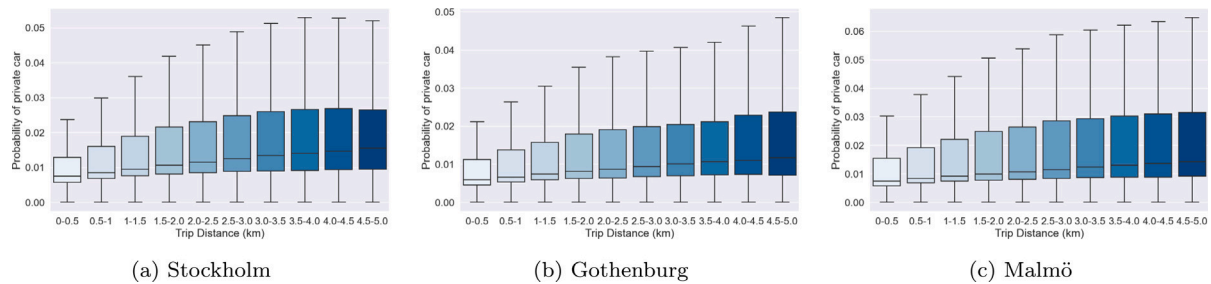 Probability of private car
0.05
0.04
0.03
0.02
0.01
0.00
0-0.5 0.5-1 1-1.5 1.5-2.0 2.0-2.5 2.5-3.0 3.0-3.5 3.5-4.0 4.0-4.5 4.5-5.0
Trip Distance (km)
(a) Stockholm
Probability of private car
0.05
0.04
0.03
0.02
0.01
0.00
0-0.5 0.5-1 1-1.5 1.5-2.0 2.0-2.5 2.5-3.0 3.0-3.5 3.5-4.0 4.0-4.5 4.5-5.0
Trip Distance (km)
(b) Gothenburg
Probability of private car
0.06
0.05
0.04
0.03
0.02
0.01
0.00
0-0.5 0.5-1 1-1.5 1.5-2.0 2.0-2.5 2.5-3.0 3.0-3.5 3.5-4.0 4.0-4.5 4.5-5.0
Trip Distance (km)
(c) Malmö